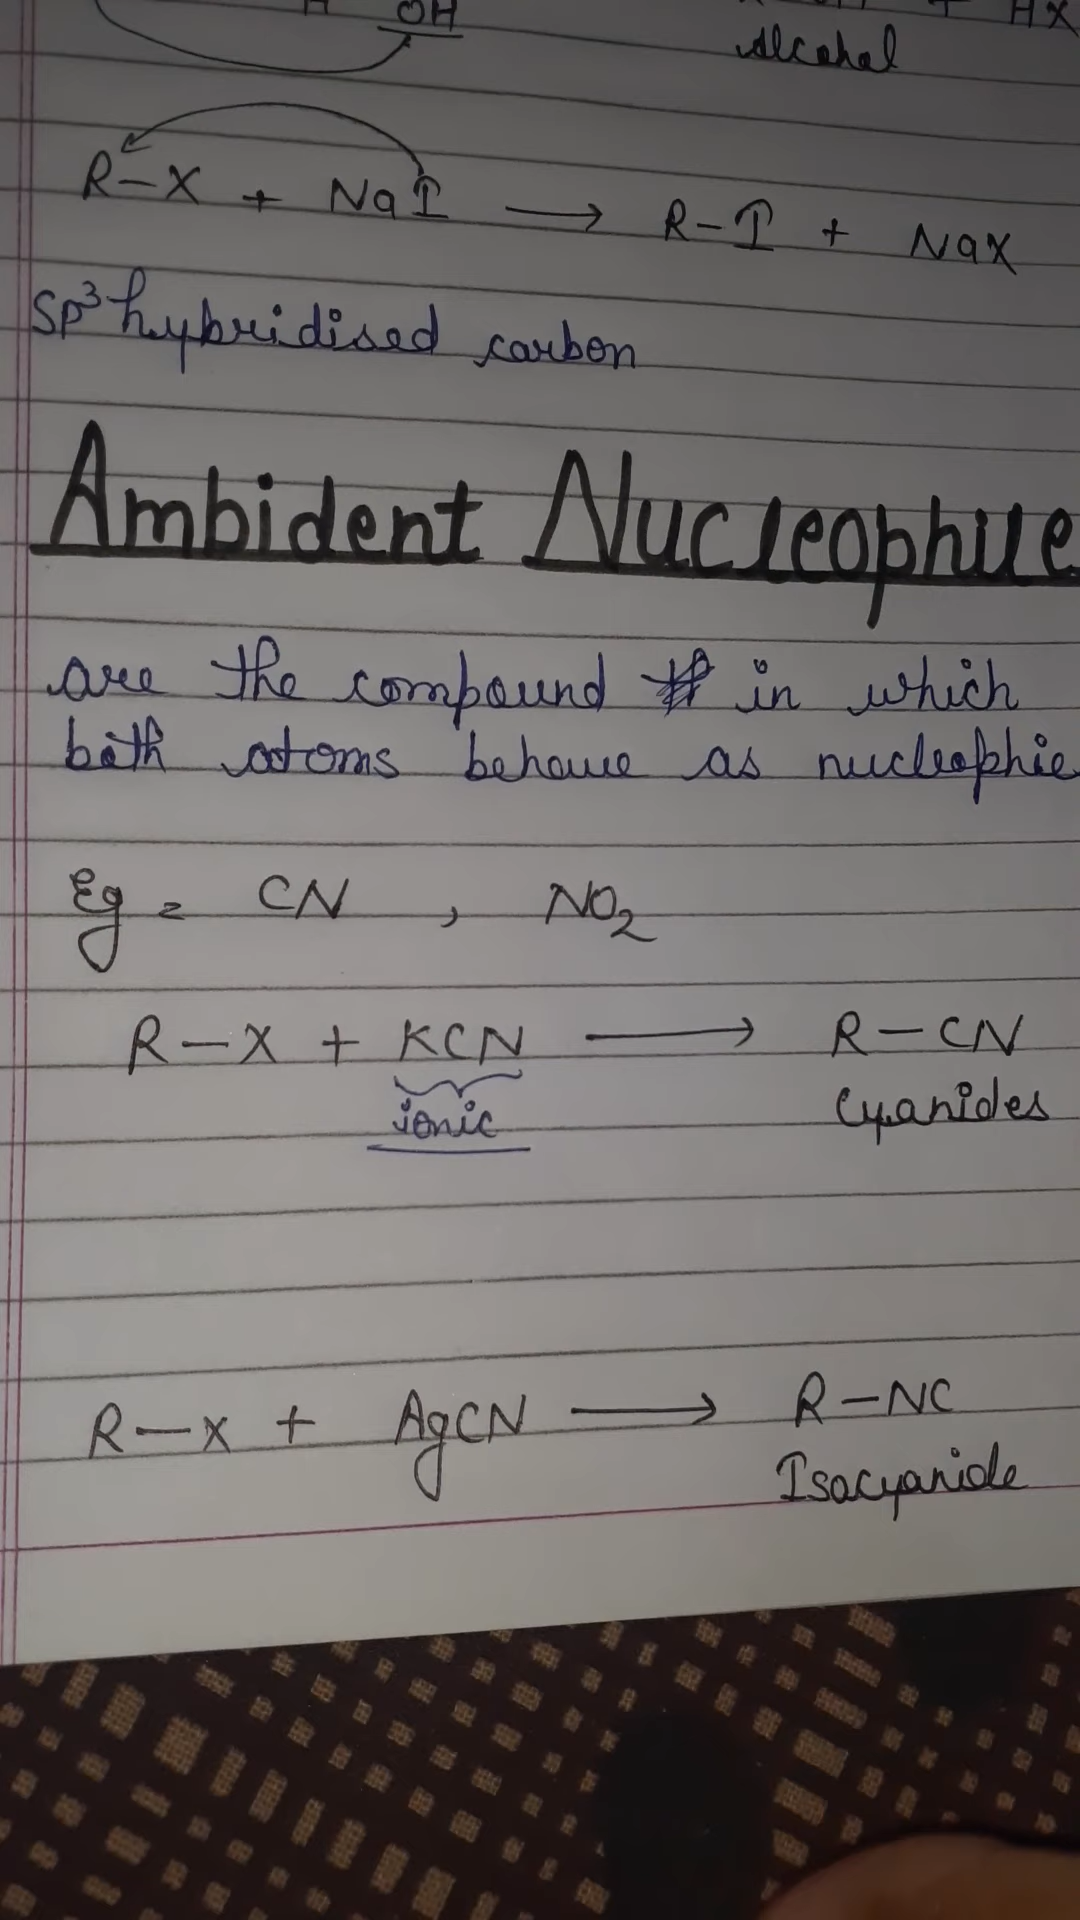 OH + HX
Alcohal
R-X + NaI → R-I + NaX
SP³ hybridised carbon
Ambident Nucleophile
are the compound in which
both atoms behave as nucleophie
Eg = CN , NO₂
R-X + KCN → R-CN
ionic Cyanides
R-X + AgCN → R-NC
Isocyanide